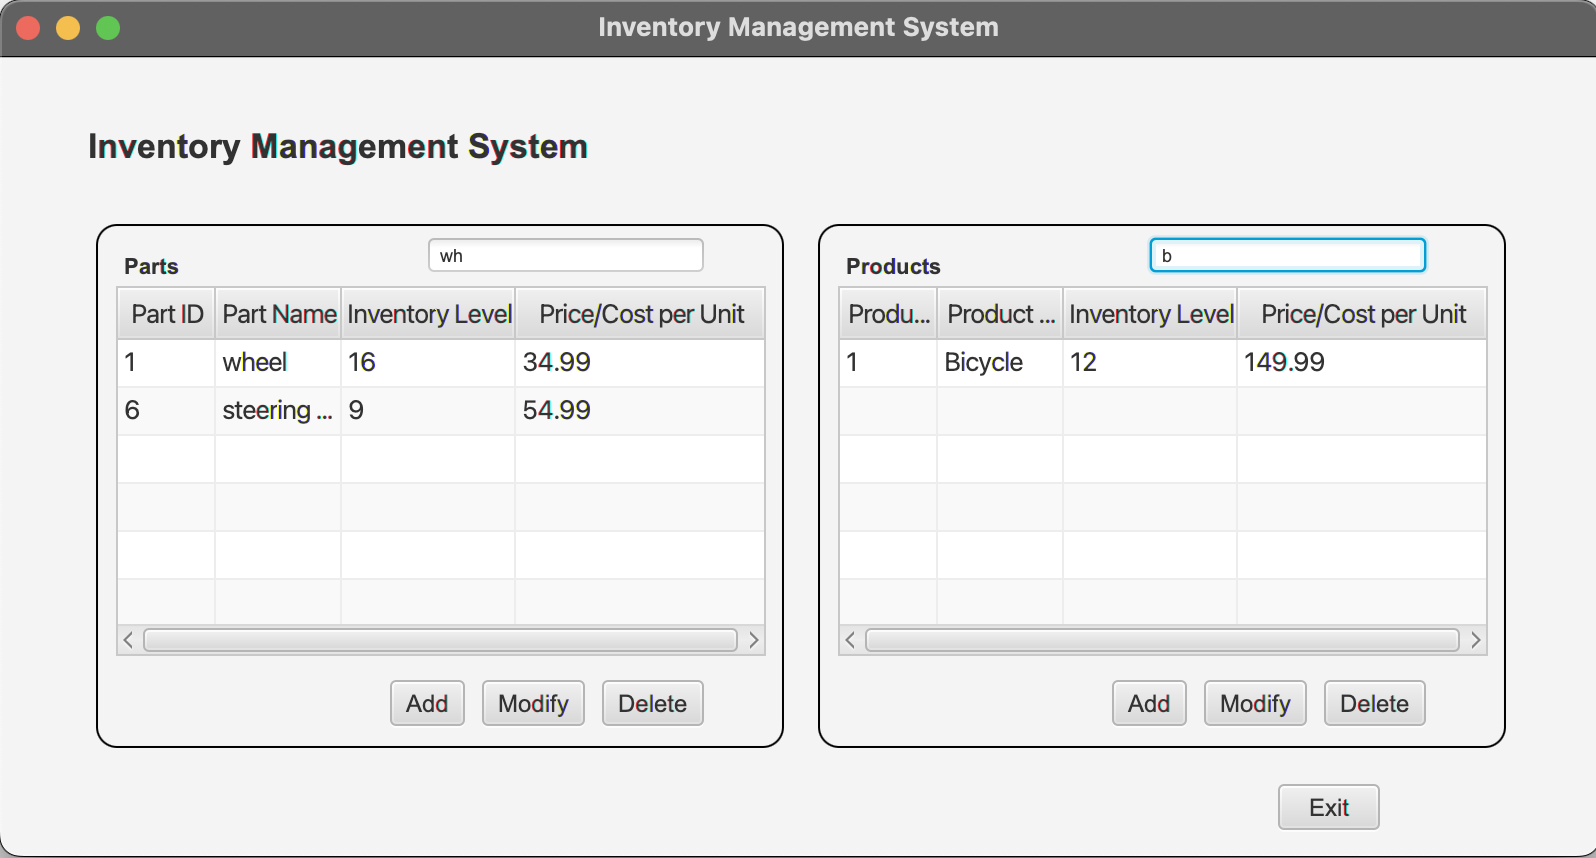 Inventory Management System
Inventory Management System
Parts
wh
Part ID Part Name Inventory Level Price/Cost per Unit
1 wheel 16 34.99
6 steering ... 9 54.99
Add Modify Delete
Products
b
Produ... Product ... Inventory Level Price/Cost per Unit
1 Bicycle 12 149.99
Add Modify Delete
Exit